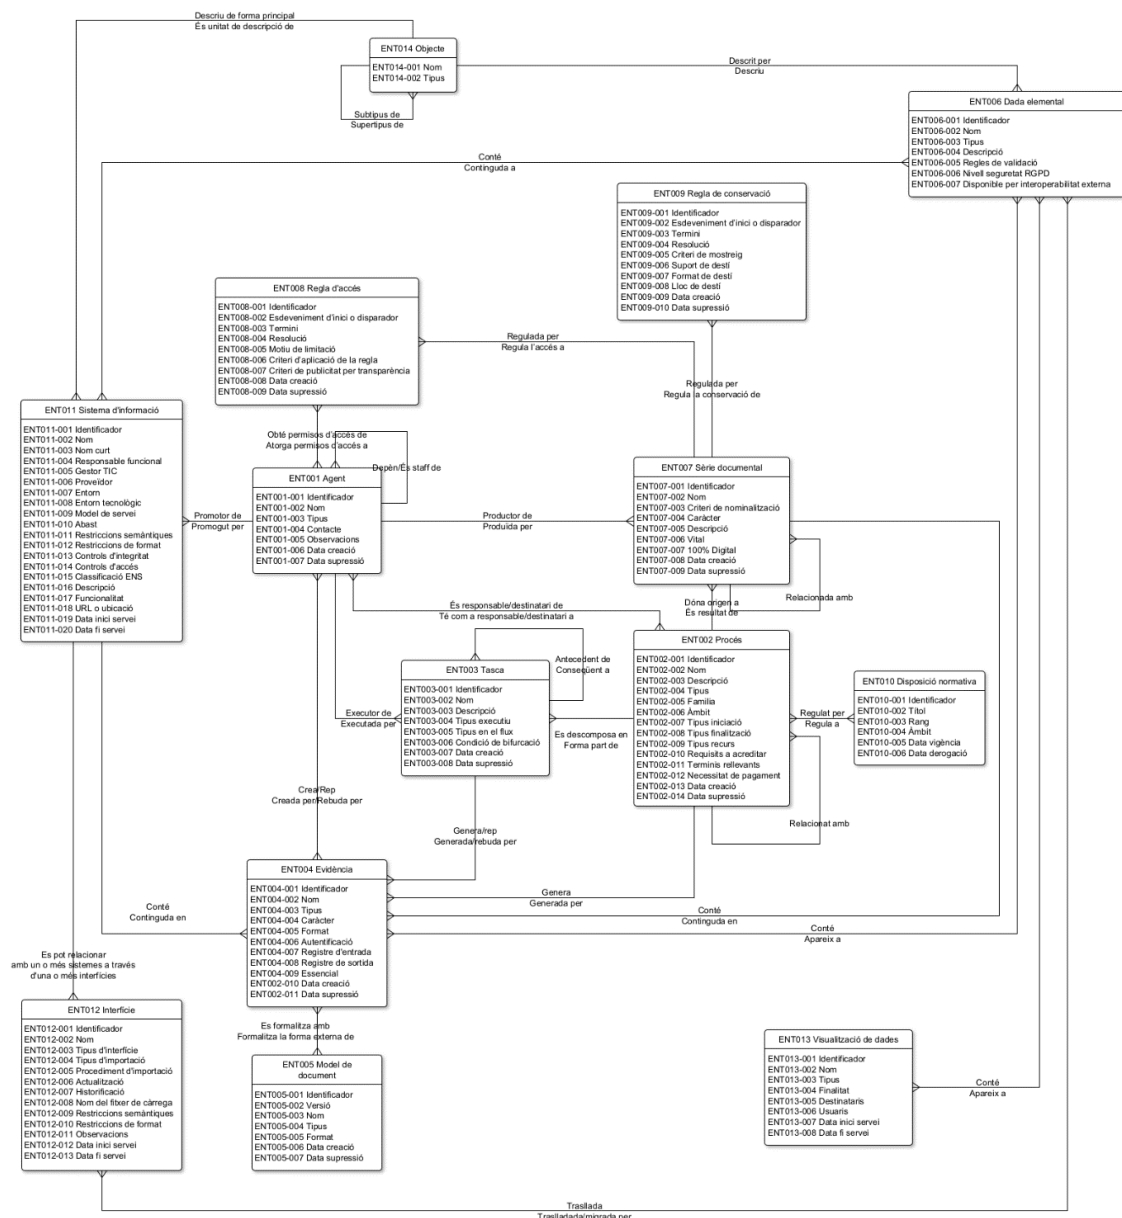 Descriu de forma principal
És unitat de descripció de
ENT014 Objecte
ENT014-001 Nom
ENT014-002 Tipus
Subtipus de
Supertipus de
Descrit per
Descriu
ENT006 Dada elemental
ENT006-001 Identificador
ENT006-002 Nom
ENT006-003 Tipus
ENT006-004 Descripció
ENT006-005 Regles de validació
ENT006-006 Nivell seguretat RGPD
ENT006-007 Disponible per interoperabilitat externa
Conté
Continguda a
ENT009 Regla de conservació
ENT009-001 Identificador
ENT009-002 Esdeveniment d'inici o disparador
ENT009-003 Termini
ENT009-004 Resolució
ENT009-005 Criteri de mostreig
ENT009-006 Suport de destí
ENT009-007 Format de destí
ENT009-008 Lloc de destí
ENT009-009 Data creació
ENT009-010 Data supressió
ENT008 Regla d'accés
ENT008-001 Identificador
ENT008-002 Esdeveniment d'inici o disparador
ENT008-003 Termini
ENT008-004 Resolució
ENT008-005 Motiu de limitació
ENT008-006 Criteri d'aplicació de la regla
ENT008-007 Criteri de publicitat per transparència
ENT008-008 Data creació
ENT008-009 Data supressió
Regulada per
Regula l'accés a
Regulada per
Regula la conservació de
ENT011 Sistema d'informació
ENT011-001 Identificador
ENT011-002 Nom
ENT011-003 Nom curt
ENT011-004 Responsable funcional
ENT011-005 Gestor TIC
ENT011-006 Proveïdor
ENT011-007 Entorn
ENT011-008 Entorn tecnològic
ENT011-009 Model de servei
ENT011-010 Abast
ENT011-011 Restriccions semàntiques
ENT011-012 Restriccions de format
ENT011-013 Controls d'integritat
ENT011-014 Controls d'accés
ENT011-015 Classificació ENS
ENT011-016 Descripció
ENT011-017 Funcionalitat
ENT011-018 URL o ubicació
ENT011-019 Data inici servei
ENT011-020 Data fi servei
Obté permisos d'accés de
Atorga permisos d'accés a
Depèn/És staff de
ENT001 Agent
ENT001-001 Identificador
ENT001-002 Nom
ENT001-003 Tipus
ENT001-004 Contacte
ENT001-005 Observacions
ENT001-006 Data creació
ENT001-007 Data supressió
Promotor de
Promogut per
Productor de
Produïda per
ENT007 Sèrie documental
ENT007-001 Identificador
ENT007-002 Nom
ENT007-003 Criteri de nominalització
ENT007-004 Caràcter
ENT007-005 Descripció
ENT007-006 Vital
ENT007-007 100% Digital
ENT007-008 Data creació
ENT007-009 Data supressió
Relacionada amb
Dóna origen a
És resultat de
És responsable/destinatari de
Té com a responsable/destinatari a
ENT002 Procés
ENT002-001 Identificador
ENT002-002 Nom
ENT002-003 Descripció
ENT002-004 Tipus
ENT002-005 Família
ENT002-006 Àmbit
ENT002-007 Tipus iniciació
ENT002-008 Tipus finalització
ENT002-009 Tipus recurs
ENT002-010 Requisits a acreditar
ENT002-011 Terminis rellevants
ENT002-012 Necessitat de pagament
ENT002-013 Data creació
ENT002-014 Data supressió
Antecedent de
Conseqüent a
ENT003 Tasca
ENT003-001 Identificador
ENT003-002 Nom
ENT003-003 Descripció
ENT003-004 Tipus executiu
ENT003-005 Tipus en el flux
ENT003-006 Condició de bifurcació
ENT003-007 Data creació
ENT003-008 Data supressió
Executor de
Executada per
Es descomposa en
Forma part de
Regulat per
Regula a
ENT010 Disposició normativa
ENT010-001 Identificador
ENT010-002 Títol
ENT010-003 Rang
ENT010-004 Àmbit
ENT010-005 Data vigència
ENT010-006 Data derogació
Relacionat amb
Crea/Rep
Creada per/Rebuda per
Genera/rep
Generada/rebuda per
ENT004 Evidència
ENT004-001 Identificador
ENT004-002 Nom
ENT004-003 Tipus
ENT004-004 Caràcter
ENT004-005 Format
ENT004-006 Autentificació
ENT004-007 Registre d'entrada
ENT004-008 Registre de sortida
ENT004-009 Essencial
ENT002-010 Data creació
ENT002-011 Data supressió
Genera
Generada per
Conté
Continguda en
Conté
Apareix a
Conté
Continguda en
Es pot relacionar
amb un o més sistemes a través
d'una o més interfícies
ENT012 Interfície
ENT012-001 Identificador
ENT012-002 Nom
ENT012-003 Tipus d'interfície
ENT012-004 Tipus d'importació
ENT012-005 Procediment d'importació
ENT012-006 Actualització
ENT012-007 Historificació
ENT012-008 Nom del fitxer de càrrega
ENT012-009 Restriccions semàntiques
ENT012-010 Restriccions de format
ENT012-011 Observacions
ENT012-012 Data inici servei
ENT012-013 Data fi servei
Es formalitza amb
Formalitza la forma externa de
ENT005 Model de
document
ENT005-001 Identificador
ENT005-002 Versió
ENT005-003 Nom
ENT005-004 Tipus
ENT005-005 Format
ENT005-006 Data creació
ENT005-007 Data supressió
ENT013 Visualització de dades
ENT013-001 Identificador
ENT013-002 Nom
ENT013-003 Tipus
ENT013-004 Finalitat
ENT013-005 Destinataris
ENT013-006 Usuaris
ENT013-007 Data inici servei
ENT013-008 Data fi servei
Conté
Apareix a
Trasllada
Traslladada/migrada per